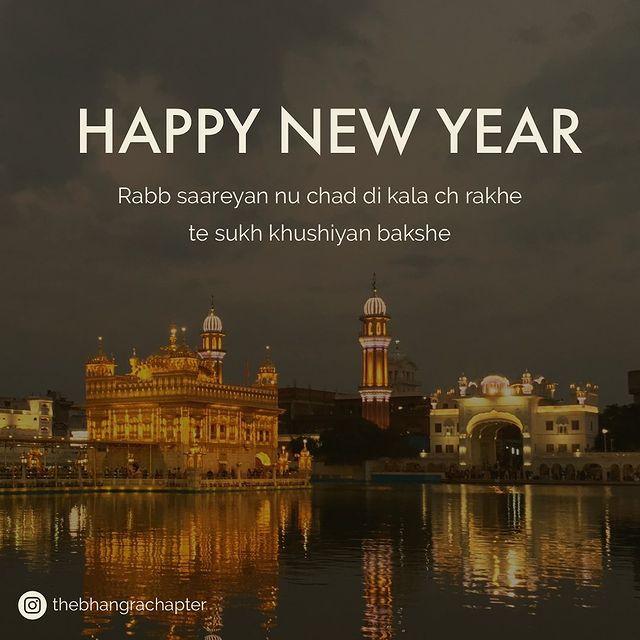 HAPPY NEW YEAR
Rabb saareyan nu chad di kala ch rakhe
te sukh khushiyan bakshe
thebhangrachapter